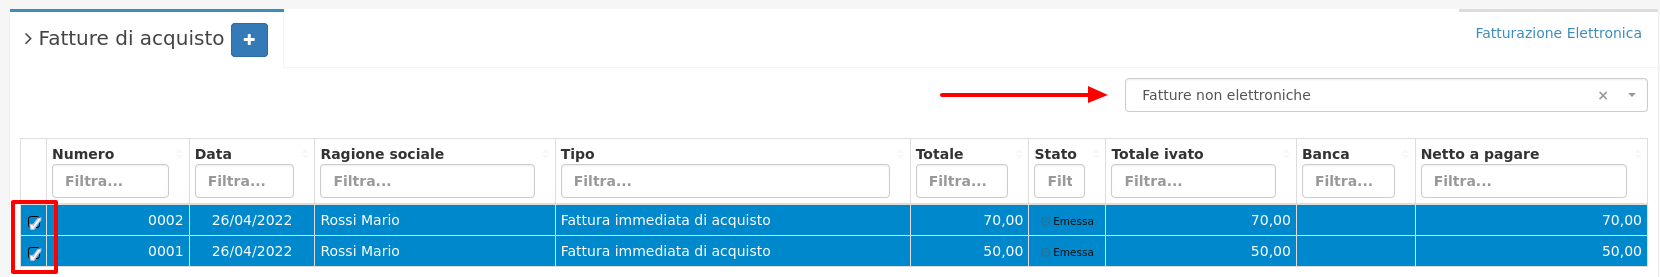 Fatture di acquisto
Fatturazione Elettronica
Fatture non elettroniche
Numero Data Ragione sociale Tipo Totale Stato Totale ivato Banca Netto a pagare
Filtra... Filtra... Filtra... Filtra... Filtra... Filt Filtra... Filtra... Filtra...
0002 26/04/2022 Rossi Mario Fattura immediata di acquisto 70,00 Emessa 70,00 70,00
0001 26/04/2022 Rossi Mario Fattura immediata di acquisto 50,00 Emessa 50,00 50,00